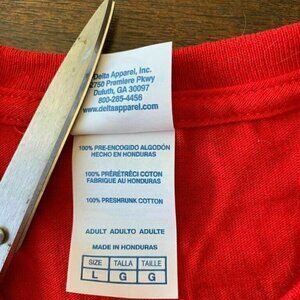 Delta Apparel, Inc.
2750 Premiere Pkwy
Duluth, GA 30097
800-285-4456
www.deltaapparel.com
100% PRE-ENCOGIDO ALGODÓN
HECHO EN HONDURAS
100% PRÉRÉTRÉCI COTON
FABRIQUE AU HONDURAS
100% PRESHRUNK COTTON
ADULT ADULTO ADULTE
MADE IN HONDURAS
SIZE TALLA TAILLE
L G G